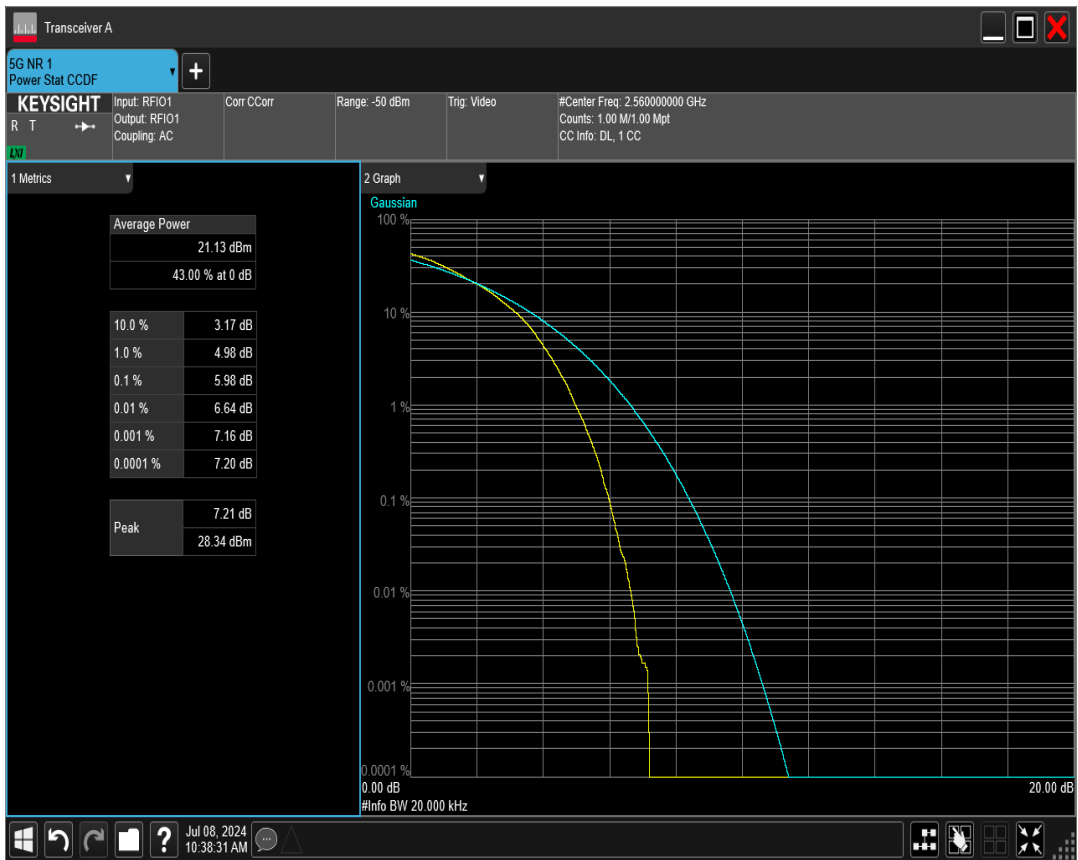 Transceiver A
5G NR 1
Power Stat CCDF
KEYSIGHT
R T
LXI
Input: RFIO1
Output: RFIO1
Coupling: AC
Corr CCorr
Range: -50 dBm
Trig: Video
#Center Freq: 2.560000000 GHz
Counts: 1.00 M/1.00 Mpt
CC Info: DL, 1 CC
1 Metrics
Average Power
21.13 dBm
43.00 % at 0 dB
10.0 % 3.17 dB
1.0 % 4.98 dB
0.1 % 5.98 dB
0.01 % 6.64 dB
0.001 % 7.16 dB
0.0001 % 7.20 dB
Peak
7.21 dB
28.34 dBm
2 Graph
Gaussian
100 %
10 %
1 %
0.1 %
0.01 %
0.001 %
0.0001 %
0.00 dB 20.00 dB
#Info BW 20.000 kHz
Jul 08, 2024
10:38:31 AM